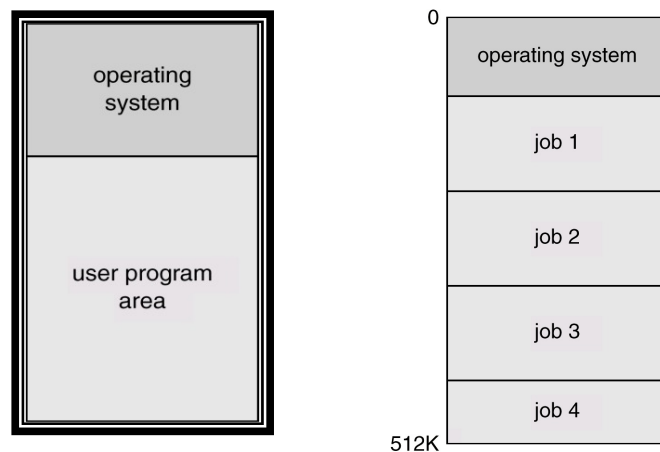 operating
system
user program
area
0
operating system
job 1
job 2
job 3
job 4
512K